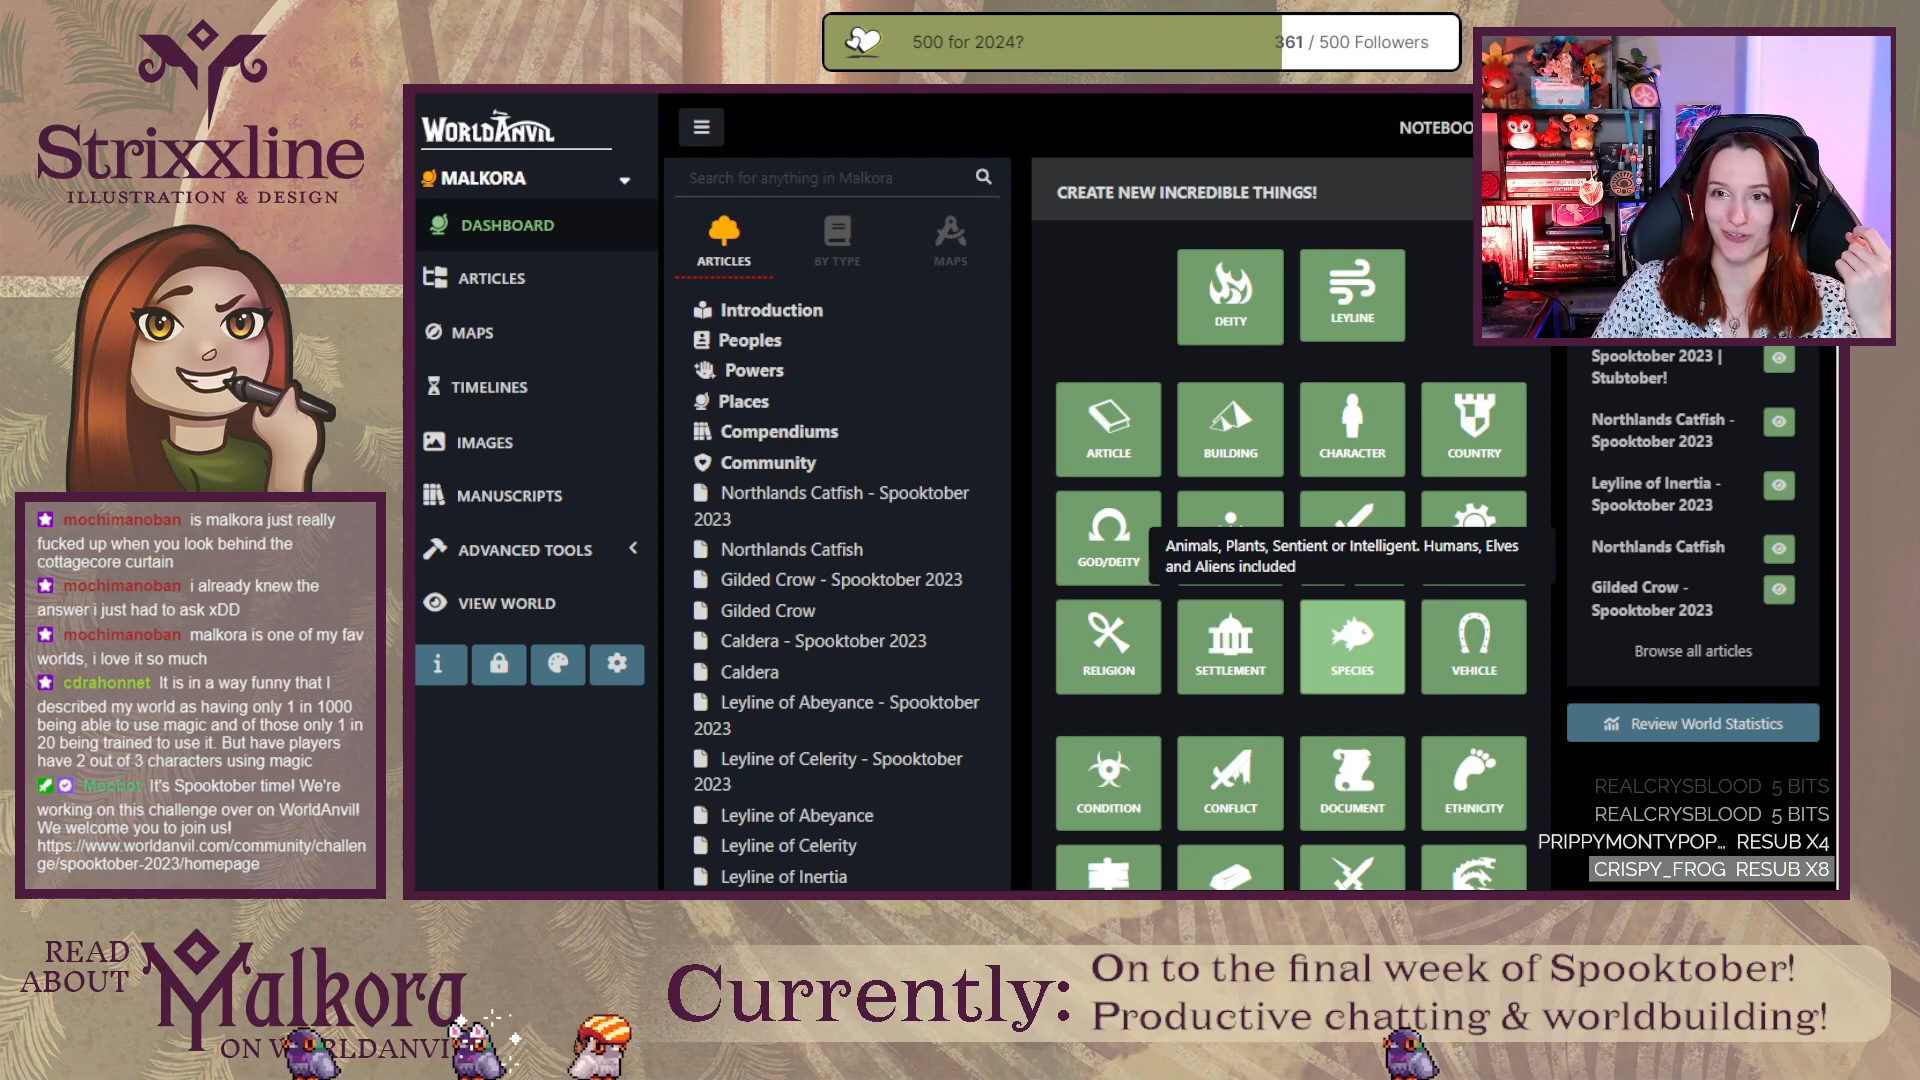 Strixxline
ILLUSTRATION & DESIGN
500 for 2024?
361 / 500 Followers
WORLDANVIL
MALKORA
DASHBOARD
ARTICLES
MAPS
TIMELINES
IMAGES
MANUSCRIPTS
ADVANCED TOOLS
VIEW WORLD
Search for anything in Malkora
ARTICLES
BY TYPE
MAPS
Introduction
Peoples
Powers
Places
Compendiums
Community
Northlands Catfish - Spooktober
2023
Northlands Catfish
Gilded Crow - Spooktober 2023
Gilded Crow
Caldera - Spooktober 2023
Caldera
Leyline of Abeyance - Spooktober
2023
Leyline of Celerity - Spooktober
2023
Leyline of Abeyance
Leyline of Celerity
Leyline of Inertia
NOTEBOO
CREATE NEW INCREDIBLE THINGS!
DEITY
LEYLINE
ARTICLE
BUILDING
CHARACTER
COUNTRY
GOD/DEITY
Animals, Plants, Sentient or Intelligent. Humans, Elves
and Aliens included
RELIGION
SETTLEMENT
SPECIES
VEHICLE
CONDITION
CONFLICT
DOCUMENT
ETHNICITY
Spooktober 2023 |
Stubtober!
Northlands Catfish -
Spooktober 2023
Leyline of Inertia -
Spooktober 2023
Northlands Catfish
Gilded Crow -
Spooktober 2023
Browse all articles
Review World Statistics
REALCRYSBLOOD 5 BITS
REALCRYSBLOOD 5 BITS
PRIPPYMONTYPOP... RESUB X4
CRISPY_FROG RESUB X8
mochimanoban is malkora just really
fucked up when you look behind the
cottagecore curtain
mochimanoban i already knew the
answer i just had to ask xDD
mochimanoban malkora is one of my fav
worlds, i love it so much
cdrahonnet It is in a way funny that I
described my world as having only 1 in 1000
being able to use magic and of those only 1 in
20 being trained to use it. But have players
have 2 out of 3 characters using magic
Moobot It's Spooktober time! We're
working on this challenge over on WorldAnvil!
We welcome you to join us!
https://www.worldanvil.com/community/challen
ge/spooktober-2023/homepage
READ
ABOUT
Malkora
ON WORLDANVI
Currently:
On to the final week of Spooktober!
Productive chatting & worldbuilding!